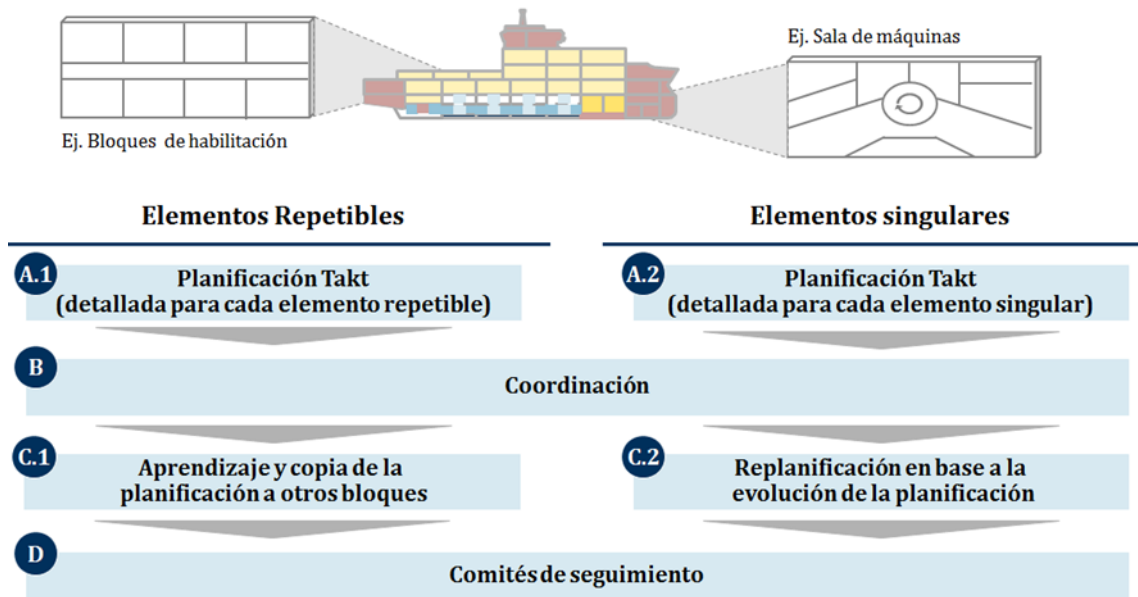 Ej. Sala de máquinas
Ej. Bloques de habilitación
Elementos Repetibles
Elementos singulares
A.1
Planificación Takt
(detallada para cada elemento repetible)
A.2
Planificación Takt
(detallada para cada elemento singular)
B
Coordinación
C.1
Aprendizaje y copia de la
planificación a otros bloques
C.2
Replanificación en base a la
evolución de la planificación
D
Comités de seguimiento